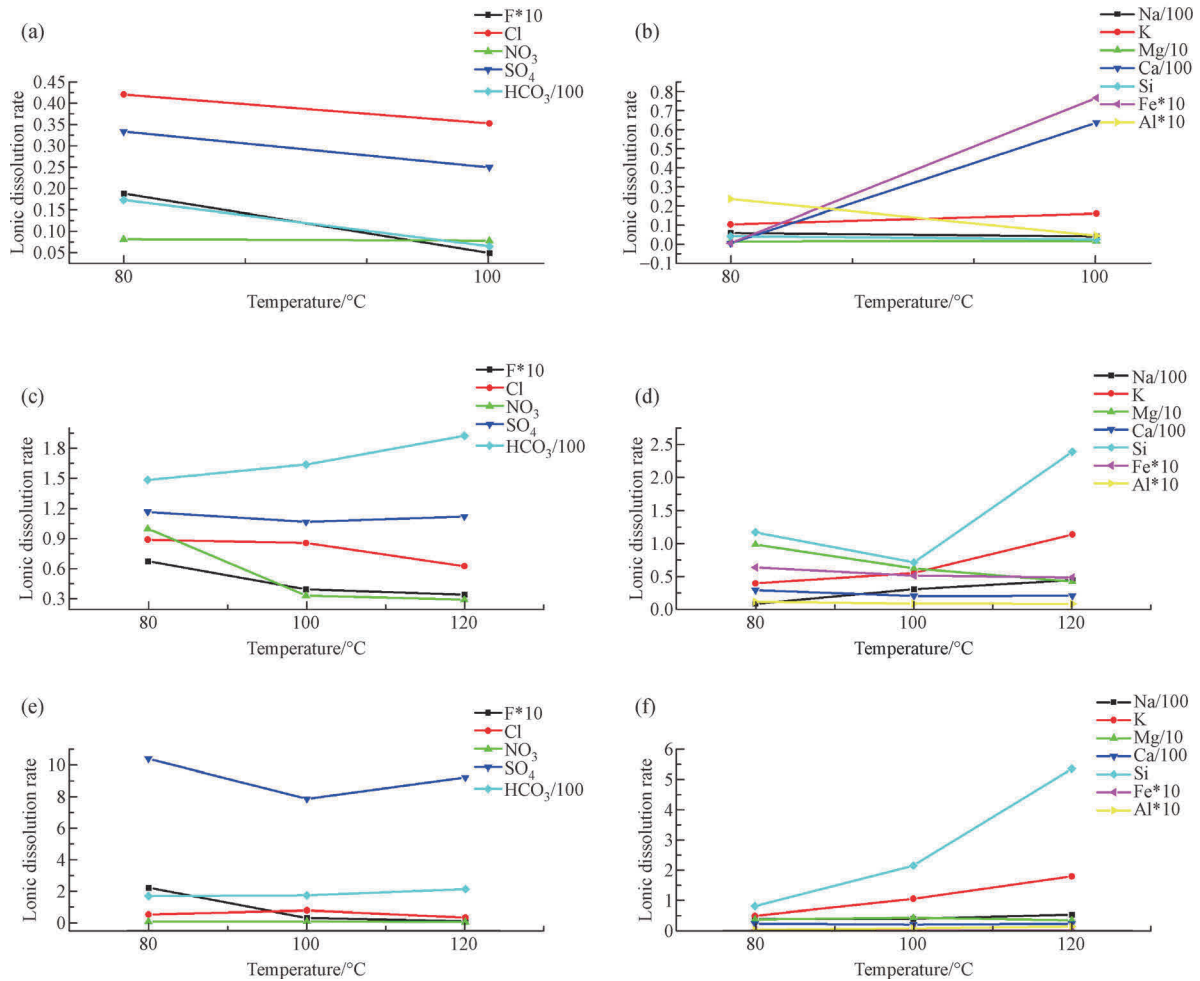 (a)
F*10
Cl
NO3
SO4
HCO3/100
0.45
0.40
0.35
0.30
0.25
0.20
0.15
0.10
0.05
Lonic dissolution rate
80
100
Temperature/°C
(b)
Na/100
K
Mg/10
Ca/100
Si
Fe*10
Al*10
0.8
0.7
0.6
0.5
0.4
0.3
0.2
0.1
0.0
−0.1
Lonic dissolution rate
80
100
Temperature/°C
(c)
F*10
Cl
NO3
SO4
HCO3/100
1.8
1.5
1.2
0.9
0.6
0.3
Lonic dissolution rate
80
100
120
Temperature/°C
(d)
Na/100
K
Mg/10
Ca/100
Si
Fe*10
Al*10
2.5
2.0
1.5
1.0
0.5
0.0
Lonic dissolution rate
80
100
120
Temperature/°C
(e)
F*10
Cl
NO3
SO4
HCO3/100
10
8
6
4
2
0
Lonic dissolution rate
80
100
120
Temperature/°C
(f)
Na/100
K
Mg/10
Ca/100
Si
Fe*10
Al*10
6
5
4
3
2
1
0
Lonic dissolution rate
80
100
120
Temperature/°C